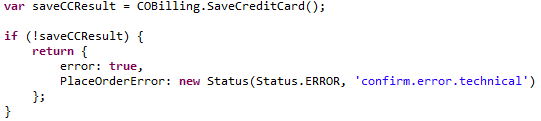 var saveCCResult = COBilling.SaveCreditCard();
if (!saveCCResult) {
return {
error: true,
PlaceOrderError: new Status(Status.ERROR, 'confirm.error.technical')
};
}